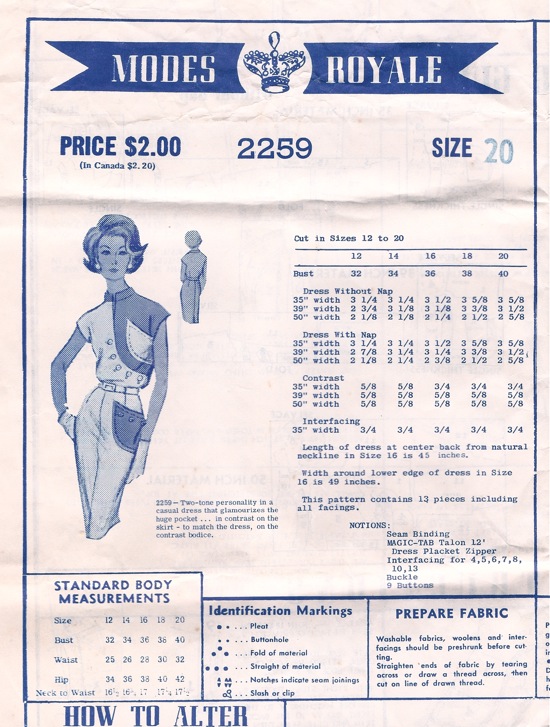 MODES ROYALE
PRICE $2.00
(In Canada $2.20)
2259
SIZE 20
Cut in Sizes 12 to 20
12 14 16 18 20
Bust 32 34 36 38 40
Dress Without Nap
35" width 3 1/4 3 1/4 3 1/2 3 5/8 3 5/8
39" width 2 3/4 3 1/8 3 1/8 3 3/8 3 1/2
50" width 2 1/8 2 1/8 2 1/4 2 1/2 2 5/8
Dress With Nap
35" width 3 1/4 3 1/4 3 1/2 3 5/8 3 5/8
39" width 2 7/8 3 1/4 3 1/4 3 3/8 3 1/2
50" width 2 1/8 2 1/4 2 3/8 2 1/2 2 5/8
Contrast
35" width 5/8 5/8 3/4 3/4 3/4
39" width 5/8 5/8 5/8 3/4 3/4
50" width 5/8 5/8 5/8 5/8 5/8
Interfacing
35" width 3/4 3/4 3/4 3/4 3/4
Length of dress at center back from natural
neckline in Size 16 is 45 inches.
Width around lower edge of dress in Size
16 is 49 inches.
This pattern contains 13 pieces including
all facings.
NOTIONS:
Seam Binding
MAGIC-TAB Talon 12'
Dress Placket Zipper
Interfacing for 4,5,6,7,8,
10,13
Buckle
9 Buttons
2259—Two-tone personality in a
casual dress that glamourizes the
huge pocket ... in contrast on the
skirt - to match the dress, on the
contrast bodice.
STANDARD BODY
MEASUREMENTS
Size 12 14 16 18 20
Bust 32 34 36 38 40
Waist 25 26 28 30 32
Hip 34 36 38 40 42
Neck to Waist 16½ 16¾ 17 17¼ 17½
Identification Markings
... Pleat
... Buttonhole
... Fold of material
... Straight of material
... Notches indicate seam joinings
... Slash or clip
PREPARE FABRIC
Washable fabrics, woolens and inter-
facings should be preshrunk before cut-
ting.
Straighten ends of fabric by tearing
across or draw a thread across, then
cut on line of drawn thread.
HOW TO ALTER